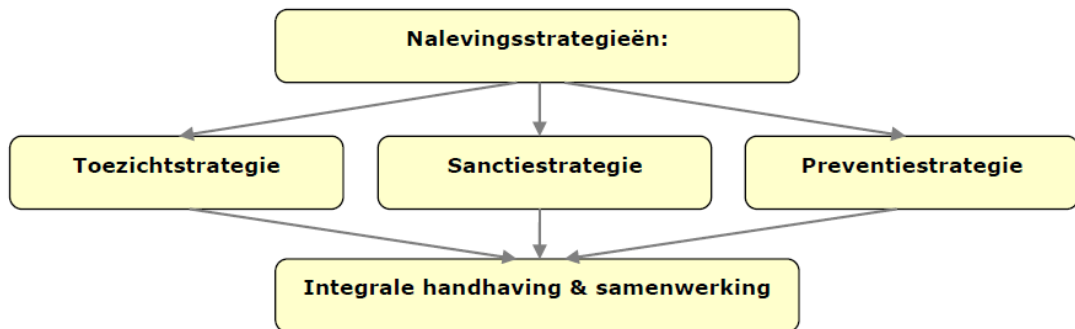 Nalevingsstrategieën:
Toezichtstrategie
Sanctiestrategie
Preventiestrategie
Integrale handhaving & samenwerking